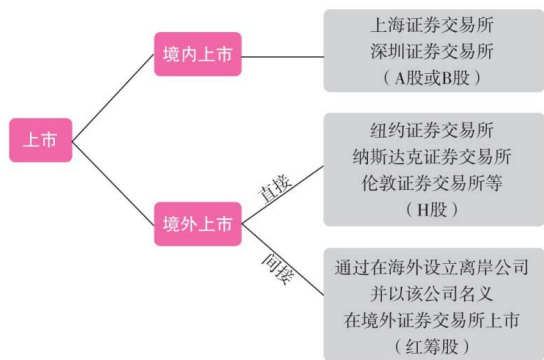 上市
境内上市
上海证券交易所
深圳证券交易所
（A股或B股）
境外上市
直接
纽约证券交易所
纳斯达克证券交易所
伦敦证券交易所等
（H股）
间接
通过在海外设立离岸公司
并以该公司名义
在境外证券交易所上市
（红筹股）